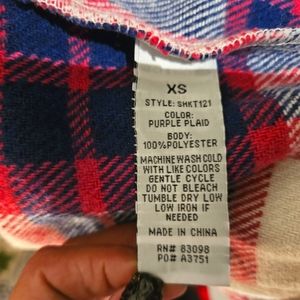 XS
STYLE: SHKT121
COLOR:
PURPLE PLAID
BODY:
100%POLYESTER
MACHINE WASH COLD
WITH LIKE COLORS
GENTLE CYCLE
DO NOT BLEACH
TUMBLE DRY LOW
LOW IRON IF
NEEDED
MADE IN CHINA
RN# 83098
PO# A3751